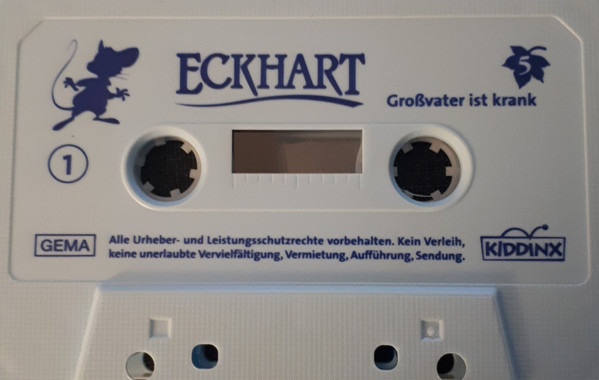 ECKHART
5
Großvater ist krank
1
GEMA
Alle Urheber- und Leistungsschutzrechte vorbehalten. Kein Verleih,
keine unerlaubte Vervielfältigung, Vermietung, Aufführung, Sendung.
KIDDINX